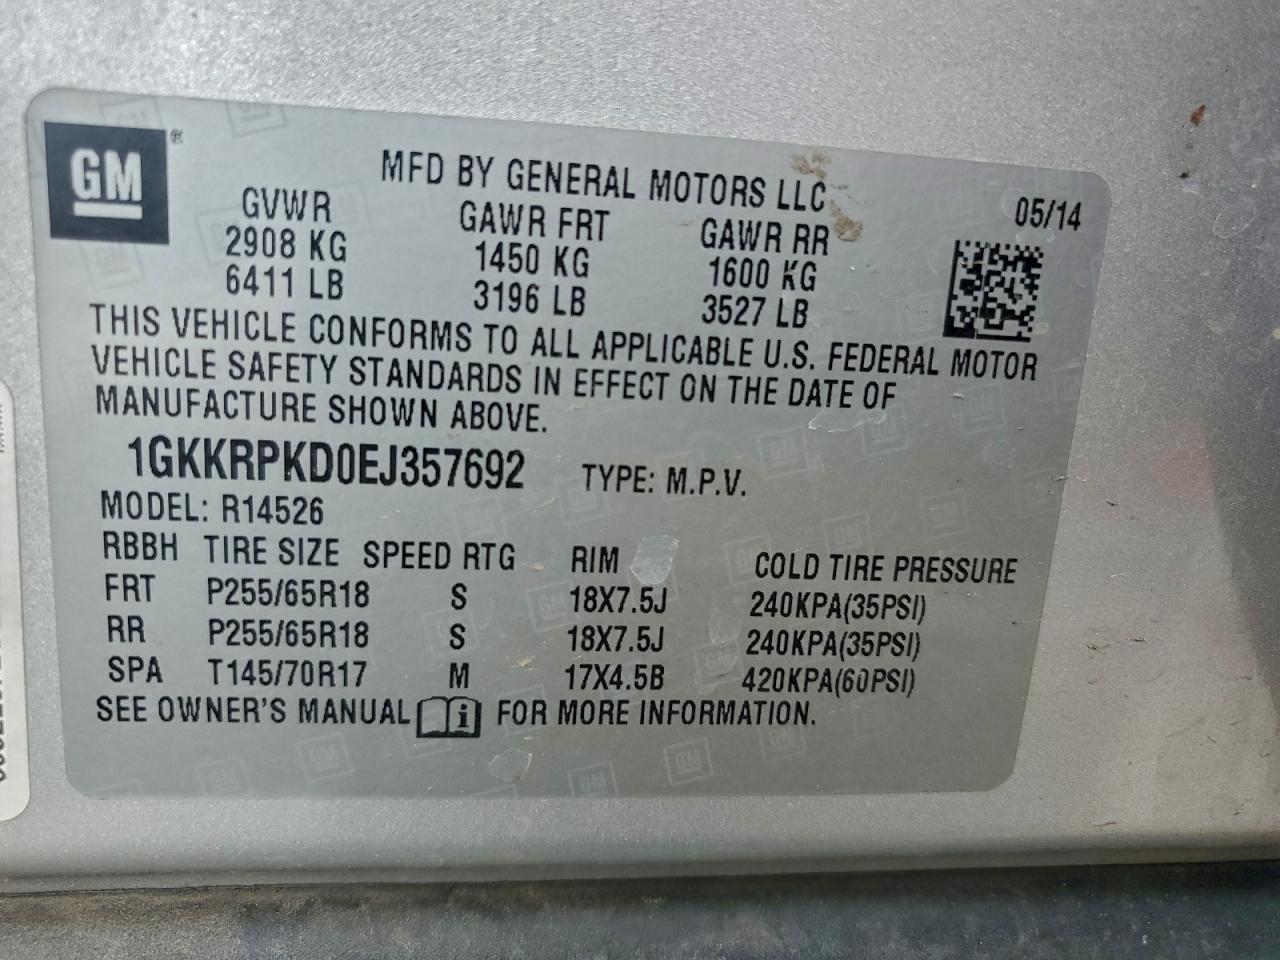 GM ®
MFD BY GENERAL MOTORS LLC
05/14
GVWR GAWR FRT GAWR RR
2908 KG 1450 KG 1600 KG
6411 LB 3196 LB 3527 LB
THIS VEHICLE CONFORMS TO ALL APPLICABLE U.S. FEDERAL MOTOR
VEHICLE SAFETY STANDARDS IN EFFECT ON THE DATE OF
MANUFACTURE SHOWN ABOVE.
1GKKRPKD0EJ357692 TYPE: M.P.V.
MODEL: R14526
RBBH TIRE SIZE SPEED RTG RIM COLD TIRE PRESSURE
FRT P255/65R18 S 18X7.5J 240KPA(35PSI)
RR P255/65R18 S 18X7.5J 240KPA(35PSI)
SPA T145/70R17 M 17X4.5B 420KPA(60PSI)
SEE OWNER'S MANUAL i FOR MORE INFORMATION.